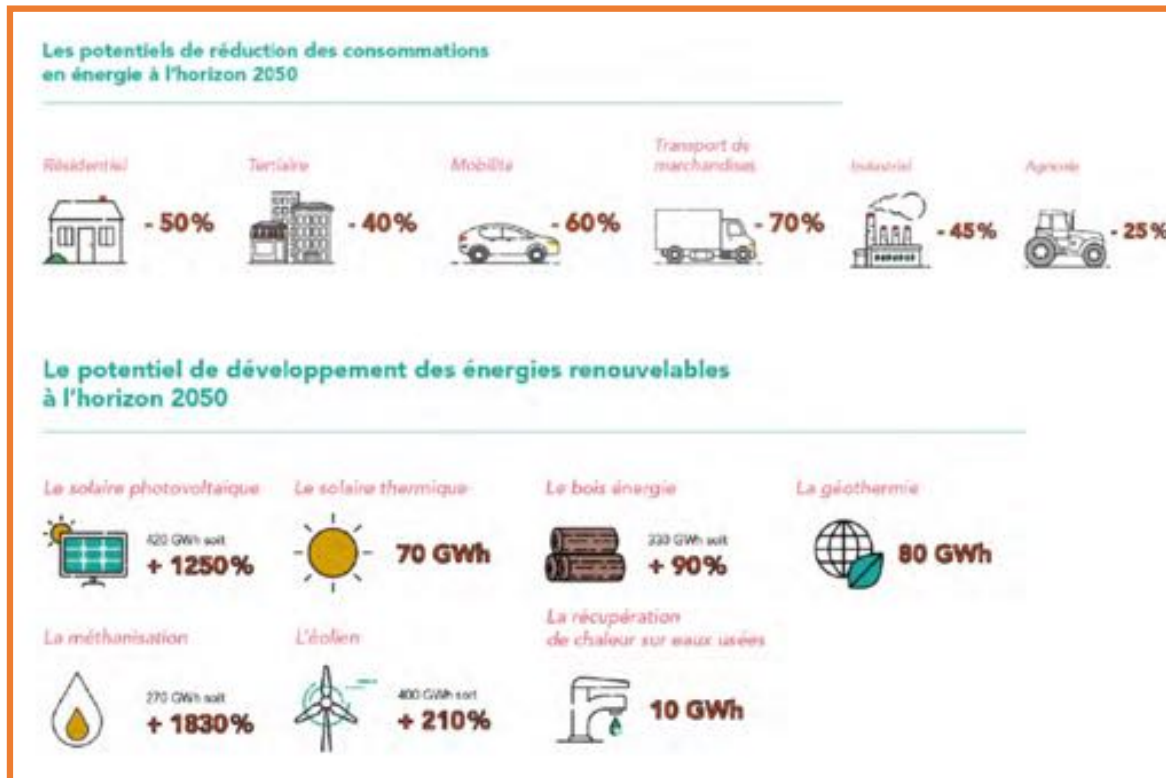 Les potentiels de réduction des consommations
en énergie à l'horizon 2050
Résidentiel
Tertiaire
Mobilité
Transport de
marchandises
Industriel
Agricole
- 50%
- 40%
- 60%
- 70%
- 45%
- 25%
Le potentiel de développement des énergies renouvelables
à l'horizon 2050
Le solaire photovoltaïque
Le solaire thermique
Le bois énergie
La géothermie
420 GWh soit
+ 1250%
70 GWh
330 GWh soit
+ 90%
80 GWh
La méthanisation
L'éolien
La récupération
de chaleur sur eaux usées
270 GWh soit
+ 1830%
400 GWh soit
+ 210%
10 GWh